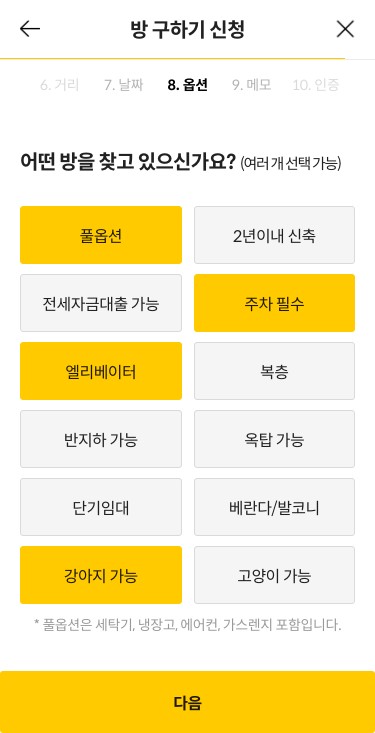 방 구하기 신청
6. 거리 7. 날짜 8. 옵션 9. 메모 10. 인증
어떤 방을 찾고 있으신가요? (여러 개 선택 가능)
풀옵션 2년이내 신축
전세자금대출 가능 주차 필수
엘리베이터 복층
반지하 가능 옥탑 가능
단기임대 베란다/발코니
강아지 가능 고양이 가능
* 풀옵션은 세탁기, 냉장고, 에어컨, 가스렌지 포함입니다.
다음